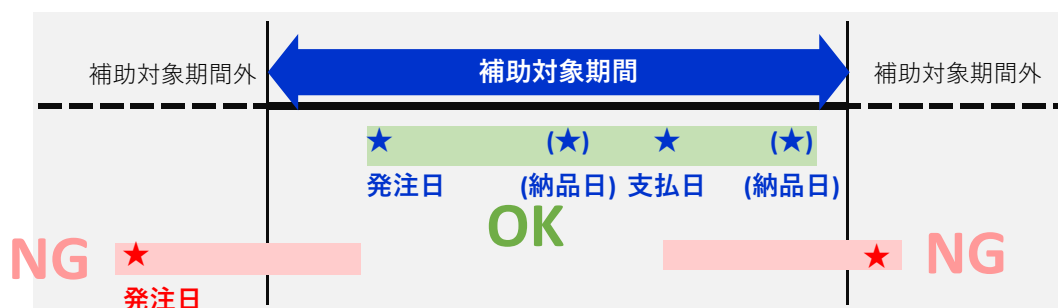 補助対象期間外
補助対象期間
補助対象期間外
★ (★) ★ (★)
発注日 (納品日) 支払日 (納品日)
OK
NG ★
★ NG
発注日